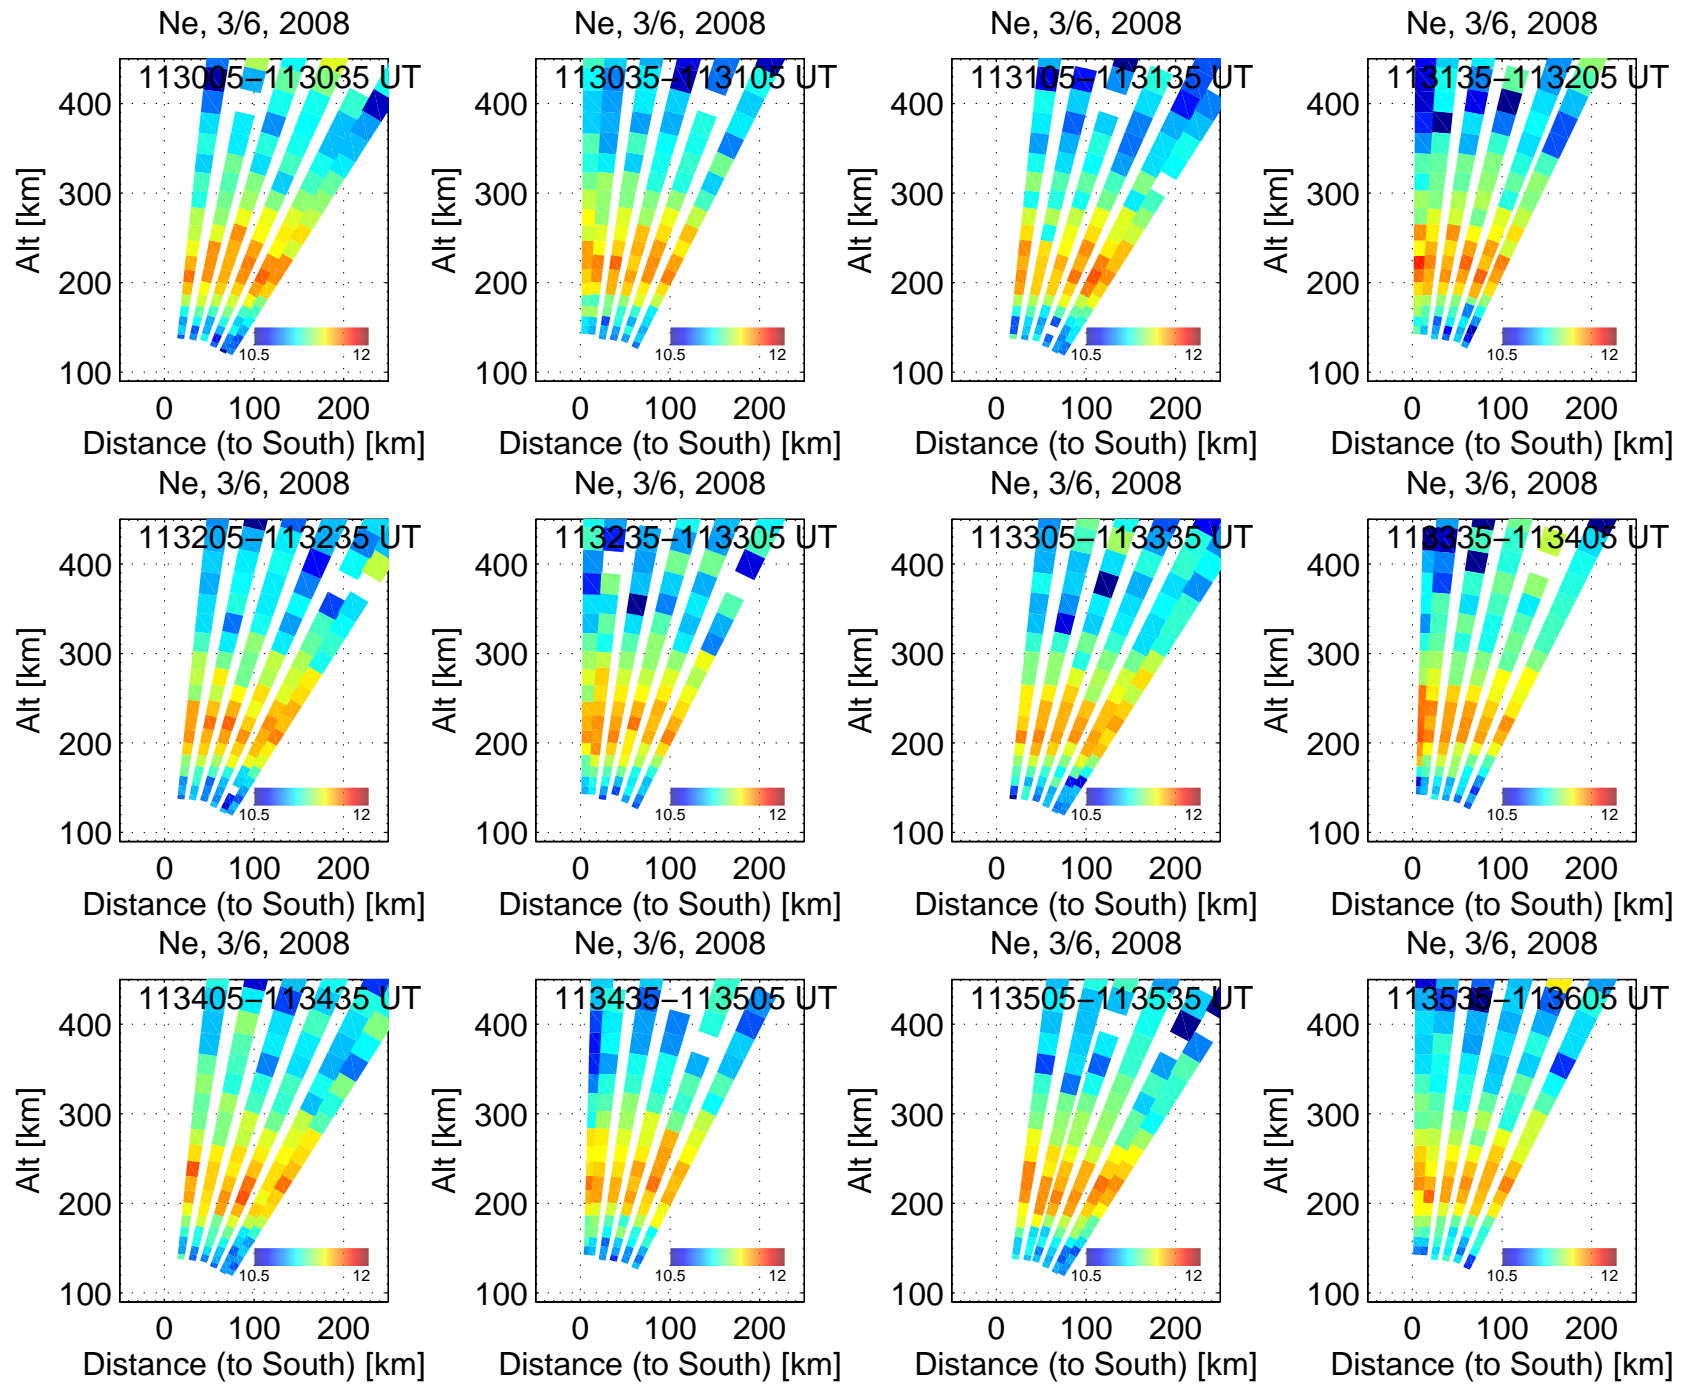 Ne, 3/6, 2008 Ne, 3/6, 2008 Ne, 3/6, 2008 Ne, 3/6, 2008
113005–113035 UT 113035–113105 UT 113105–113135 UT 113135–113205 UT
400 400 400 400
300 300 300 300
Alt [km] Alt [km] Alt [km] Alt [km]
200 200 200 200
10.5 12 10.5 12 10.5 12 10.5 12
100 100 100 100
0 100 200 0 100 200 0 100 200 0 100 200
Distance (to South) [km] Distance (to South) [km] Distance (to South) [km] Distance (to South) [km]
Ne, 3/6, 2008 Ne, 3/6, 2008 Ne, 3/6, 2008 Ne, 3/6, 2008
113205–113235 UT 113235–113305 UT 113305–113335 UT 113335–113405 UT
400 400 400 400
300 300 300 300
Alt [km] Alt [km] Alt [km] Alt [km]
200 200 200 200
10.5 12 10.5 12 10.5 12 10.5 12
100 100 100 100
0 100 200 0 100 200 0 100 200 0 100 200
Distance (to South) [km] Distance (to South) [km] Distance (to South) [km] Distance (to South) [km]
Ne, 3/6, 2008 Ne, 3/6, 2008 Ne, 3/6, 2008 Ne, 3/6, 2008
113405–113435 UT 113435–113505 UT 113505–113535 UT 113535–113605 UT
400 400 400 400
300 300 300 300
Alt [km] Alt [km] Alt [km] Alt [km]
200 200 200 200
10.5 12 10.5 12 10.5 12 10.5 12
100 100 100 100
0 100 200 0 100 200 0 100 200 0 100 200
Distance (to South) [km] Distance (to South) [km] Distance (to South) [km] Distance (to South) [km]